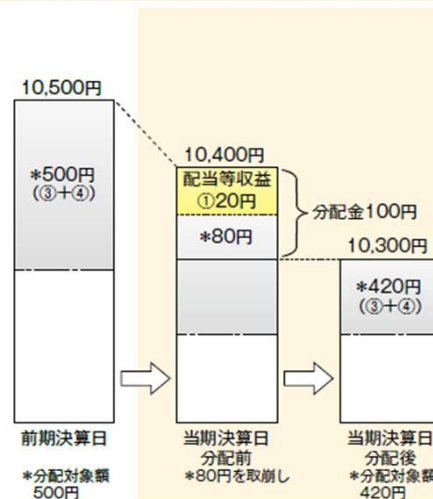 10,500円
*500円
(③+④)
10,400円
配当等収益
①20円
*80円
分配金100円
10,300円
*420円
(③+④)
前期決算日
*分配対象額
500円
当期決算日
分配前
*80円を取崩し
当期決算日
分配後
*分配対象額
420円